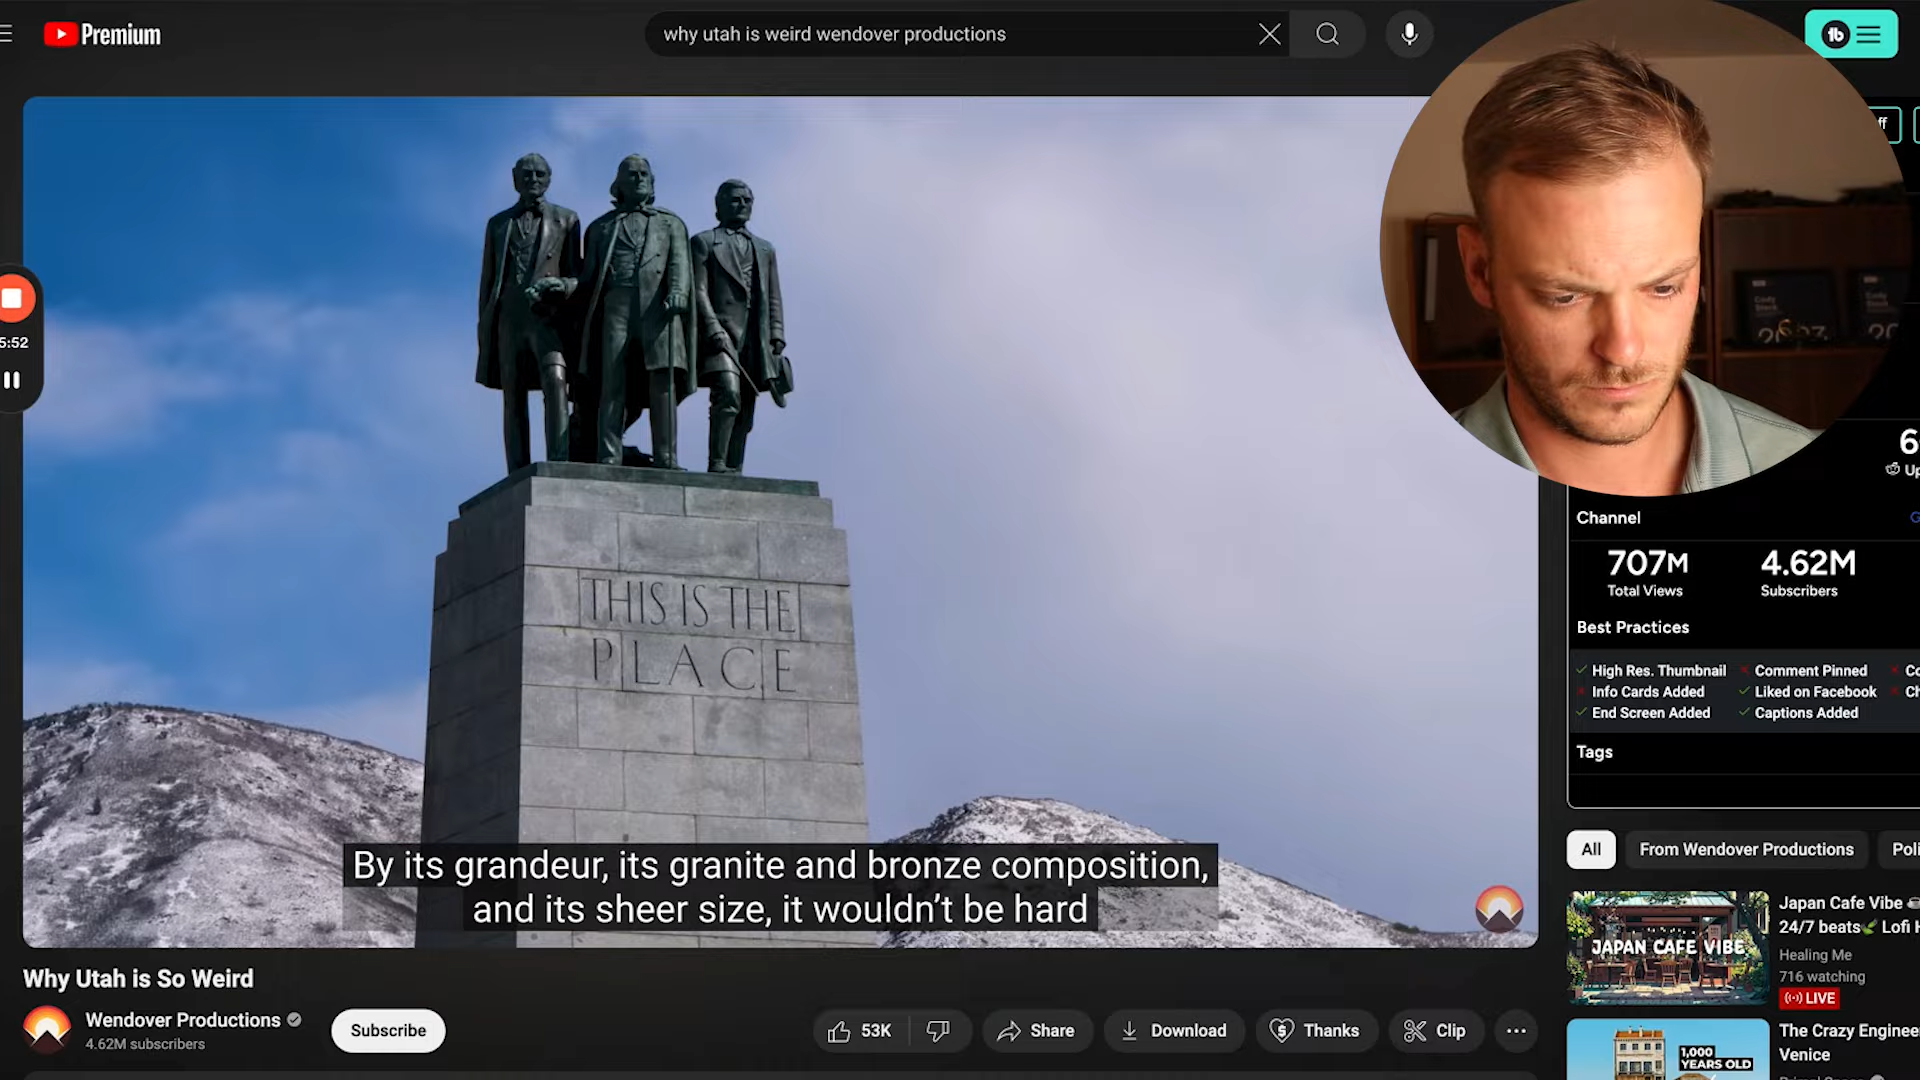 Premium
why utah is weird wendover productions
5:52
THIS IS THE
PLACE
By its grandeur, its granite and bronze composition,
and its sheer size, it wouldn't be hard
Why Utah is So Weird
Wendover Productions
4.62M subscribers
Subscribe
53K
Share
Download
Thanks
Clip
ff
tb
Channel
707M
4.62M
Total Views
Subscribers
Best Practices
High Res. Thumbnail
Comment Pinned
Info Cards Added
Liked on Facebook
End Screen Added
Captions Added
Tags
All
From Wendover Productions
JAPAN CAFE VIBE
Japan Cafe Vibe
24/7 beats Lofi
Healing Me
716 watching
LIVE
1,000
YEARS OLD
The Crazy Enginee
Venice